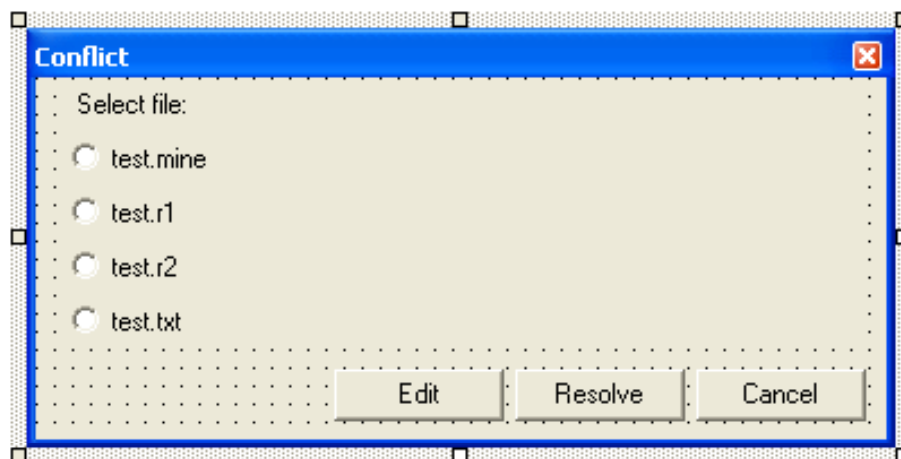 Conflict
Select file:
test.mine
test.r1
test.r2
test.txt
Edit Resolve Cancel